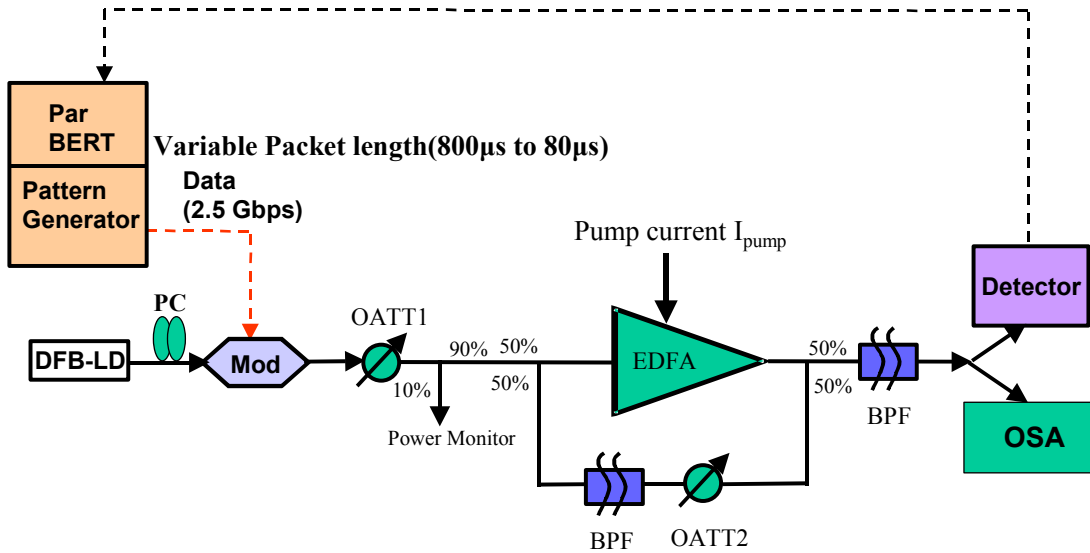 Par
BERT
Variable Packet length(800μs to 80μs)
Pattern
Generator
Data
(2.5 Gbps)
Pump current Ipump
PC
OATT1
Detector
DFB-LD
Mod
90%
50%
EDFA
50%
10%
50%
50%
Power Monitor
BPF
OSA
BPF
OATT2